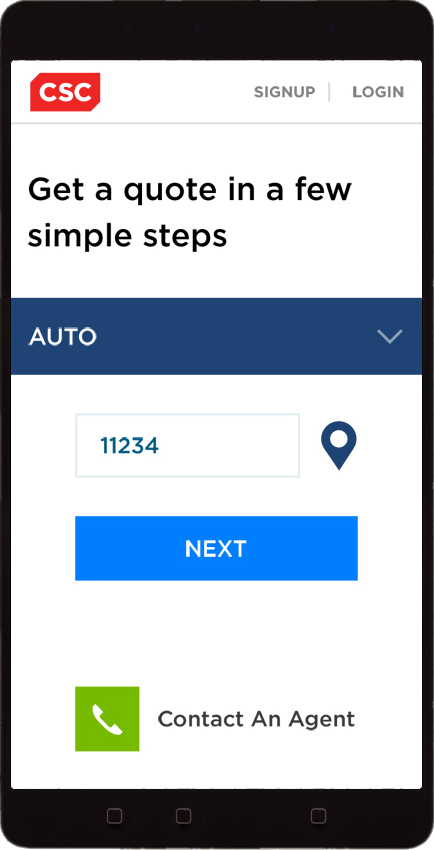 CSC
SIGNUP | LOGIN
Get a quote in a few
simple steps
AUTO
11234
NEXT
Contact An Agent